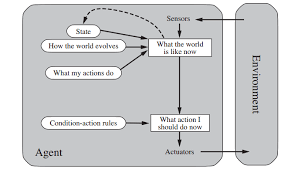 Sensors
State
How the world evolves
What the world
is like now
What my actions do
Condition-action rules
What action I
should do now
Agent
Actuators
Environment